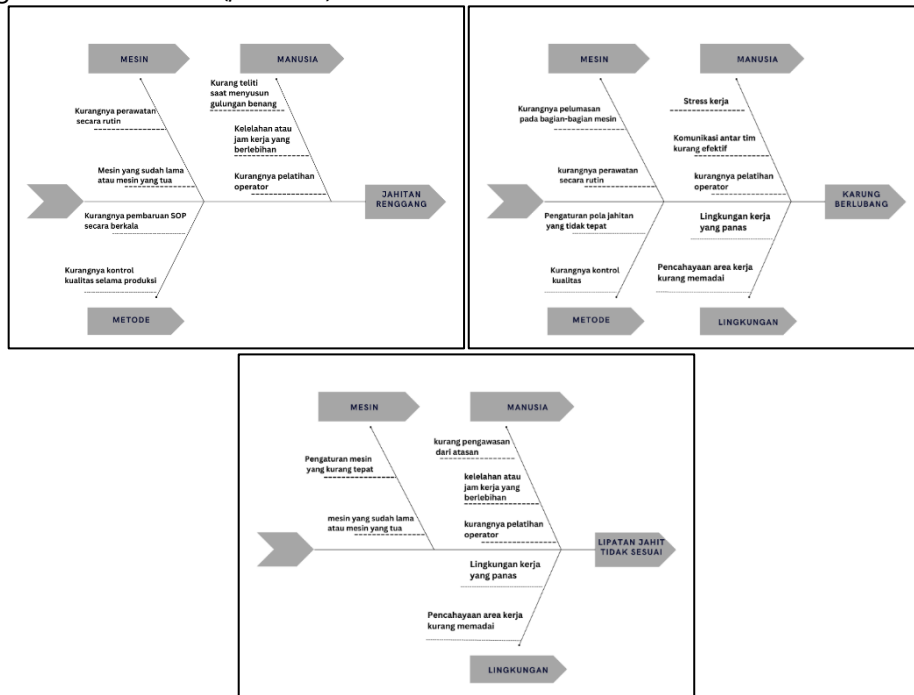 MESIN
MANUSIA
Kurang teliti
saat menyusun
gulungan benang
Kurangnya perawatan
secara rutin
Kelelahan atau
jam kerja yang
berlebihan
Mesin yang sudah lama
atau mesin yang tua
Kurangnya pelatihan
operator
JAHITAN
RENGGANG
Kurangnya pembaruan SOP
secara berkala
Kurangnya kontrol
kualitas selama produksi
METODE
MESIN
MANUSIA
Kurangnya pelumasan
pada bagian-bagian mesin
Stress kerja
Komunikasi antar tim
kurang efektif
kurangnya perawatan
secara rutin
kurangnya pelatihan
operator
KARUNG
BERLUBANG
Pengaturan pola jahitan
yang tidak tepat
Lingkungan kerja
yang panas
Kurangnya kontrol
kualitas
Pencahayaan area kerja
kurang memadai
METODE
LINGKUNGAN
MESIN
MANUSIA
kurang pengawasan
dari atasan
Pengaturan mesin
yang kurang tepat
kelelahan atau
jam kerja yang
berlebihan
mesin yang sudah lama
atau mesin yang tua
kurangnya pelatihan
operator
LIPATAN JAHIT
TIDAK SESUAI
Lingkungan kerja
yang panas
Pencahayaan area kerja
kurang memadai
LINGKUNGAN